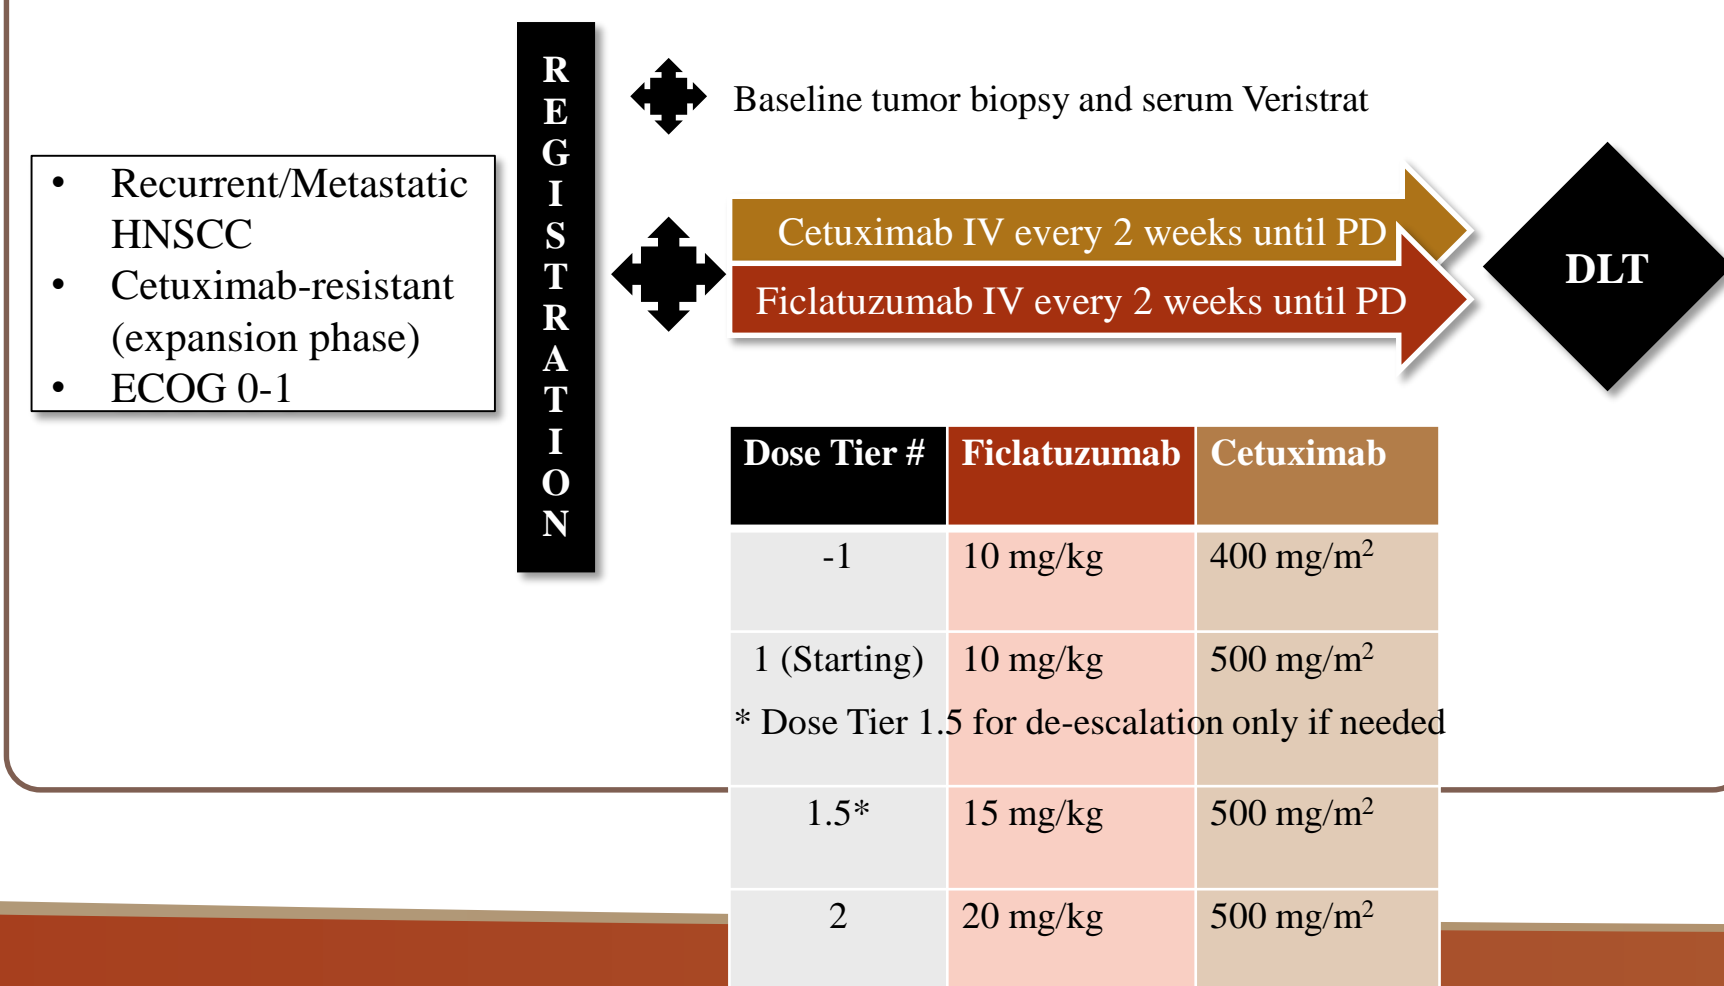 • Recurrent/Metastatic
HNSCC
• Cetuximab-resistant
(expansion phase)
• ECOG 0-1
REGISTRATION
Baseline tumor biopsy and serum Veristrat
Cetuximab IV every 2 weeks until PD
Ficlatuzumab IV every 2 weeks until PD
DLT
Dose Tier # Ficlatuzumab Cetuximab
-1 10 mg/kg 400 mg/m²
1 (Starting) 10 mg/kg 500 mg/m²
* Dose Tier 1.5 for de-escalation only if needed
1.5* 15 mg/kg 500 mg/m²
2 20 mg/kg 500 mg/m²